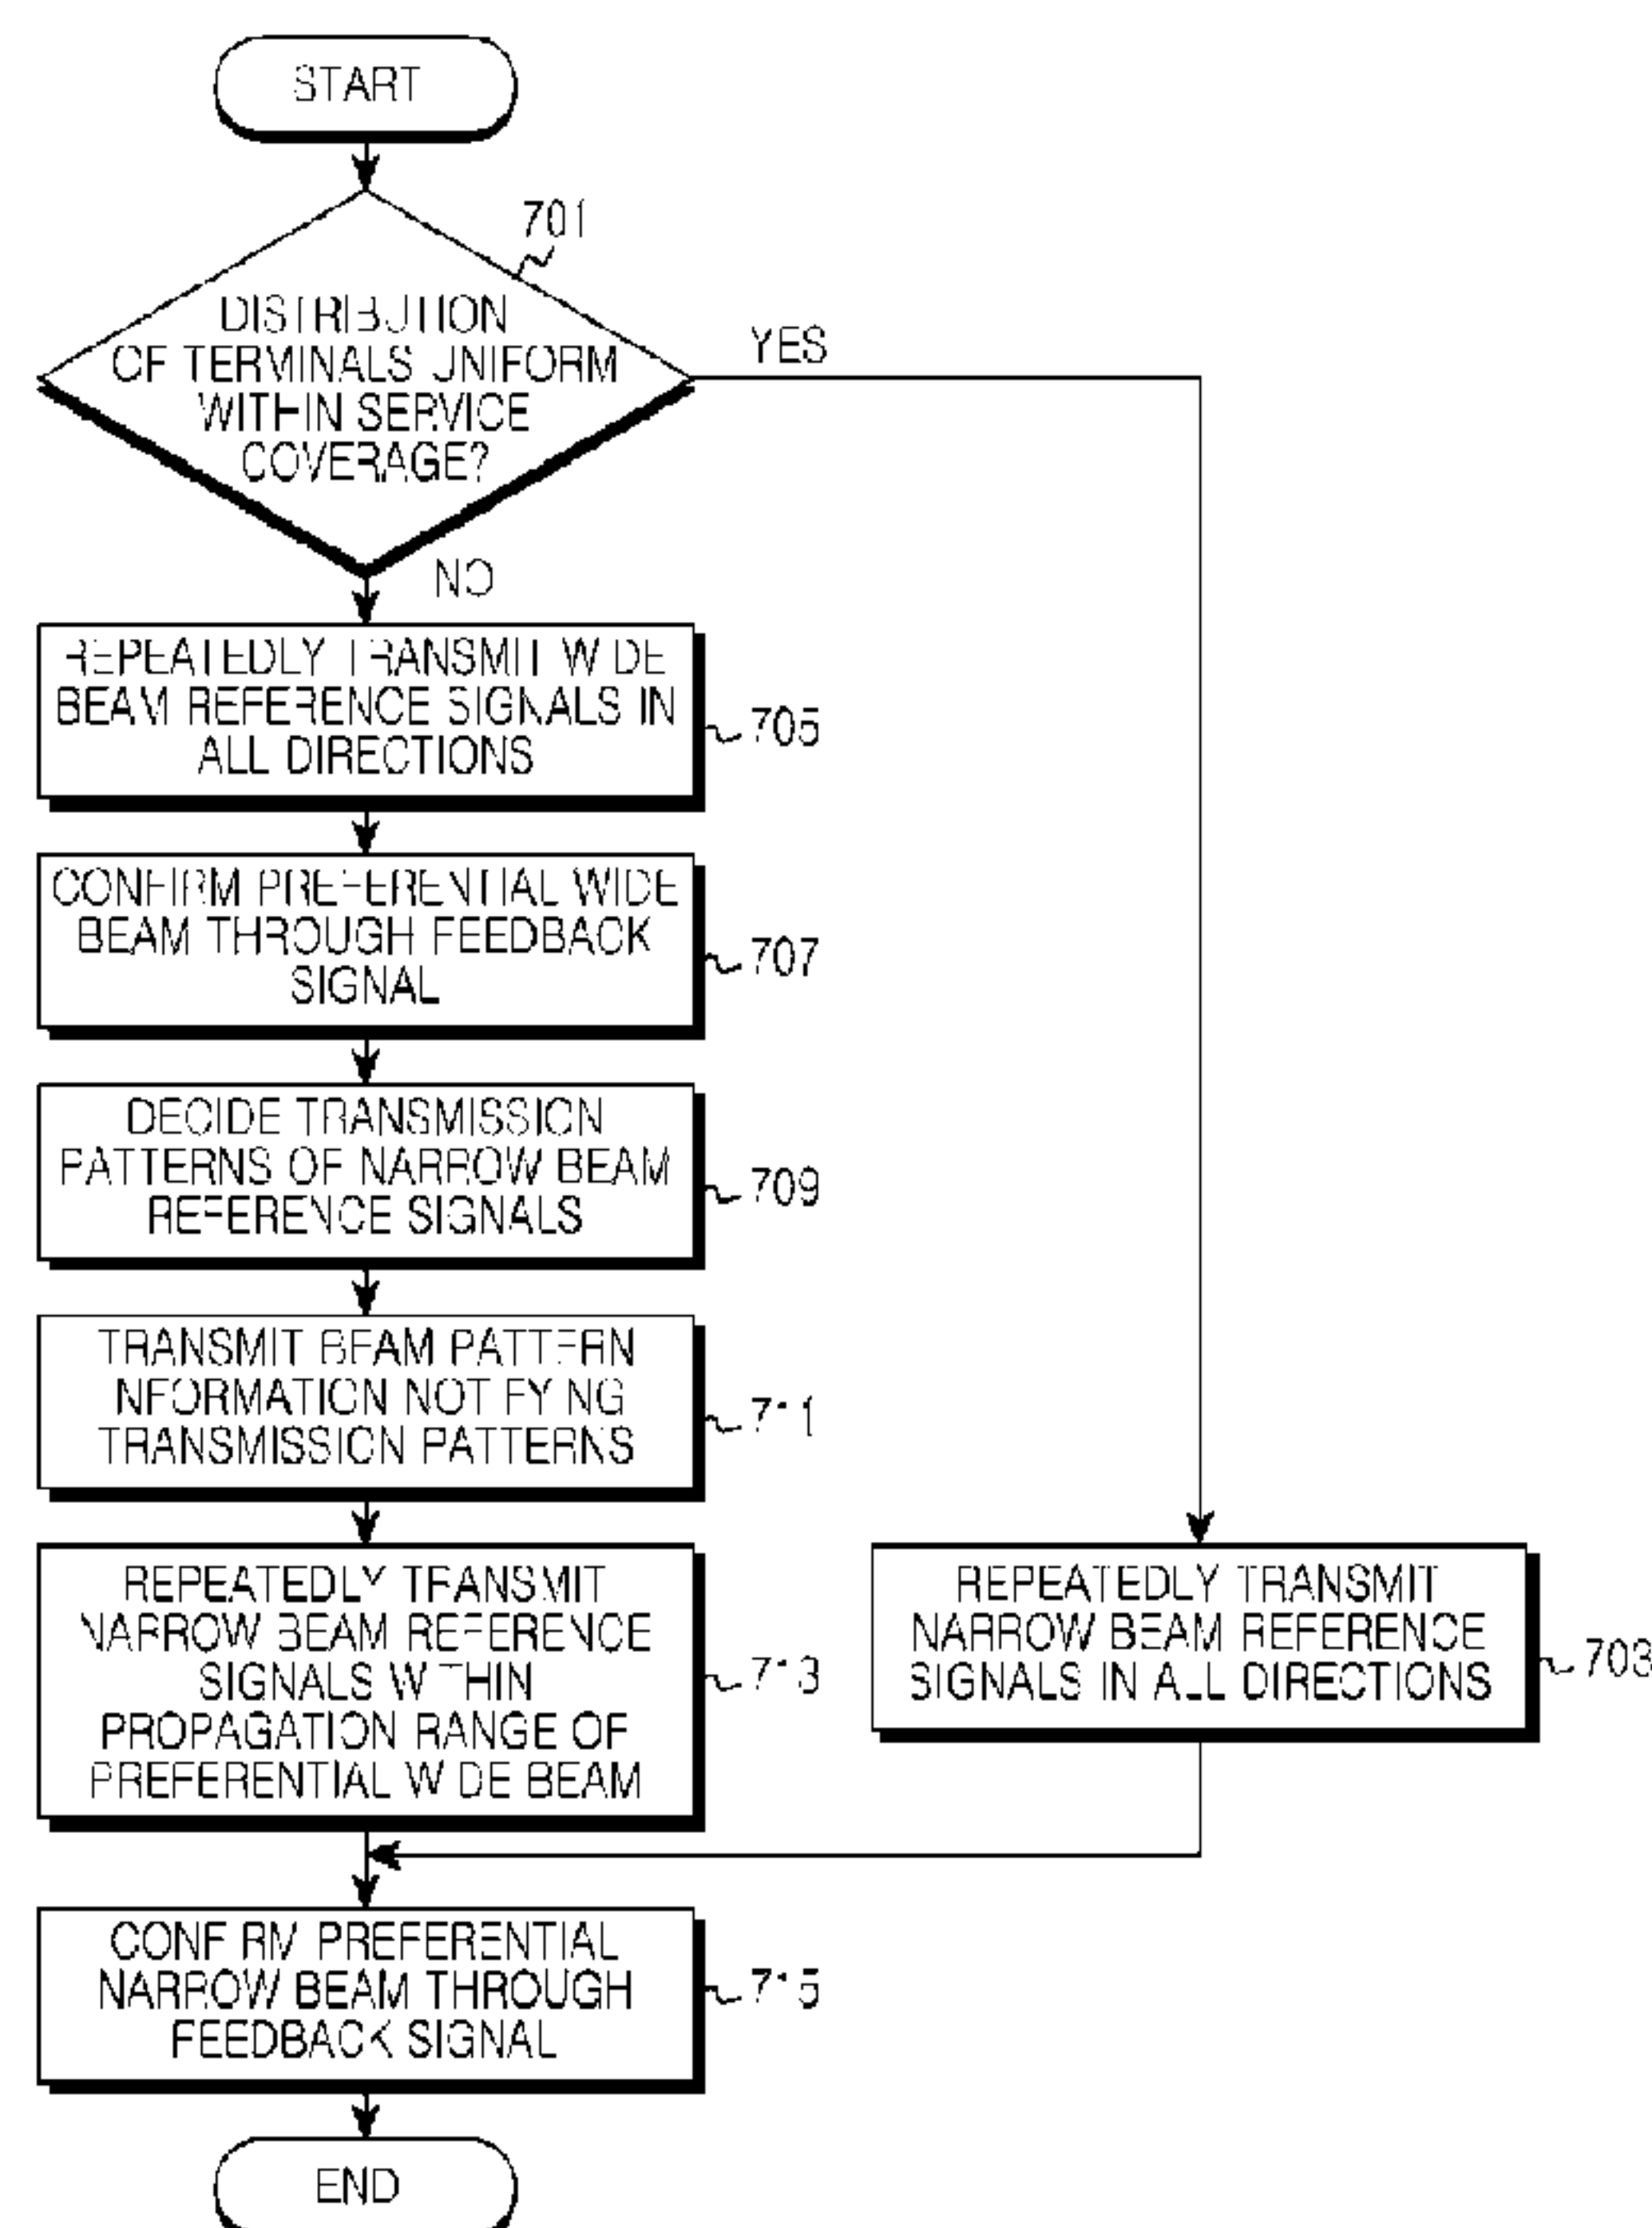 START
701
DISTRIBUTION
OF TERMINALS UNIFORM
WITHIN SERVICE
COVERAGE?
YES
NO
REPEATEDLY TRANSMIT WIDE
BEAM REFERENCE SIGNALS IN
ALL DIRECTIONS
705
CONFIRM PREFERENTIAL WIDE
BEAM THROUGH FEEDBACK
SIGNAL
707
DECIDE TRANSMISSION
PATTERNS OF NARROW BEAM
REFERENCE SIGNALS
709
TRANSMIT BEAM PATTERN
INFORMATION NOTIFYING
TRANSMISSION PATTERNS
711
REPEATEDLY TRANSMIT
NARROW BEAM REFERENCE
SIGNALS WITHIN
PROPAGATION RANGE OF
PREFERENTIAL WIDE BEAM
713
REPEATEDLY TRANSMIT
NARROW BEAM REFERENCE
SIGNALS IN ALL DIRECTIONS
703
CONFIRM PREFERENTIAL
NARROW BEAM THROUGH
FEEDBACK SIGNAL
715
END